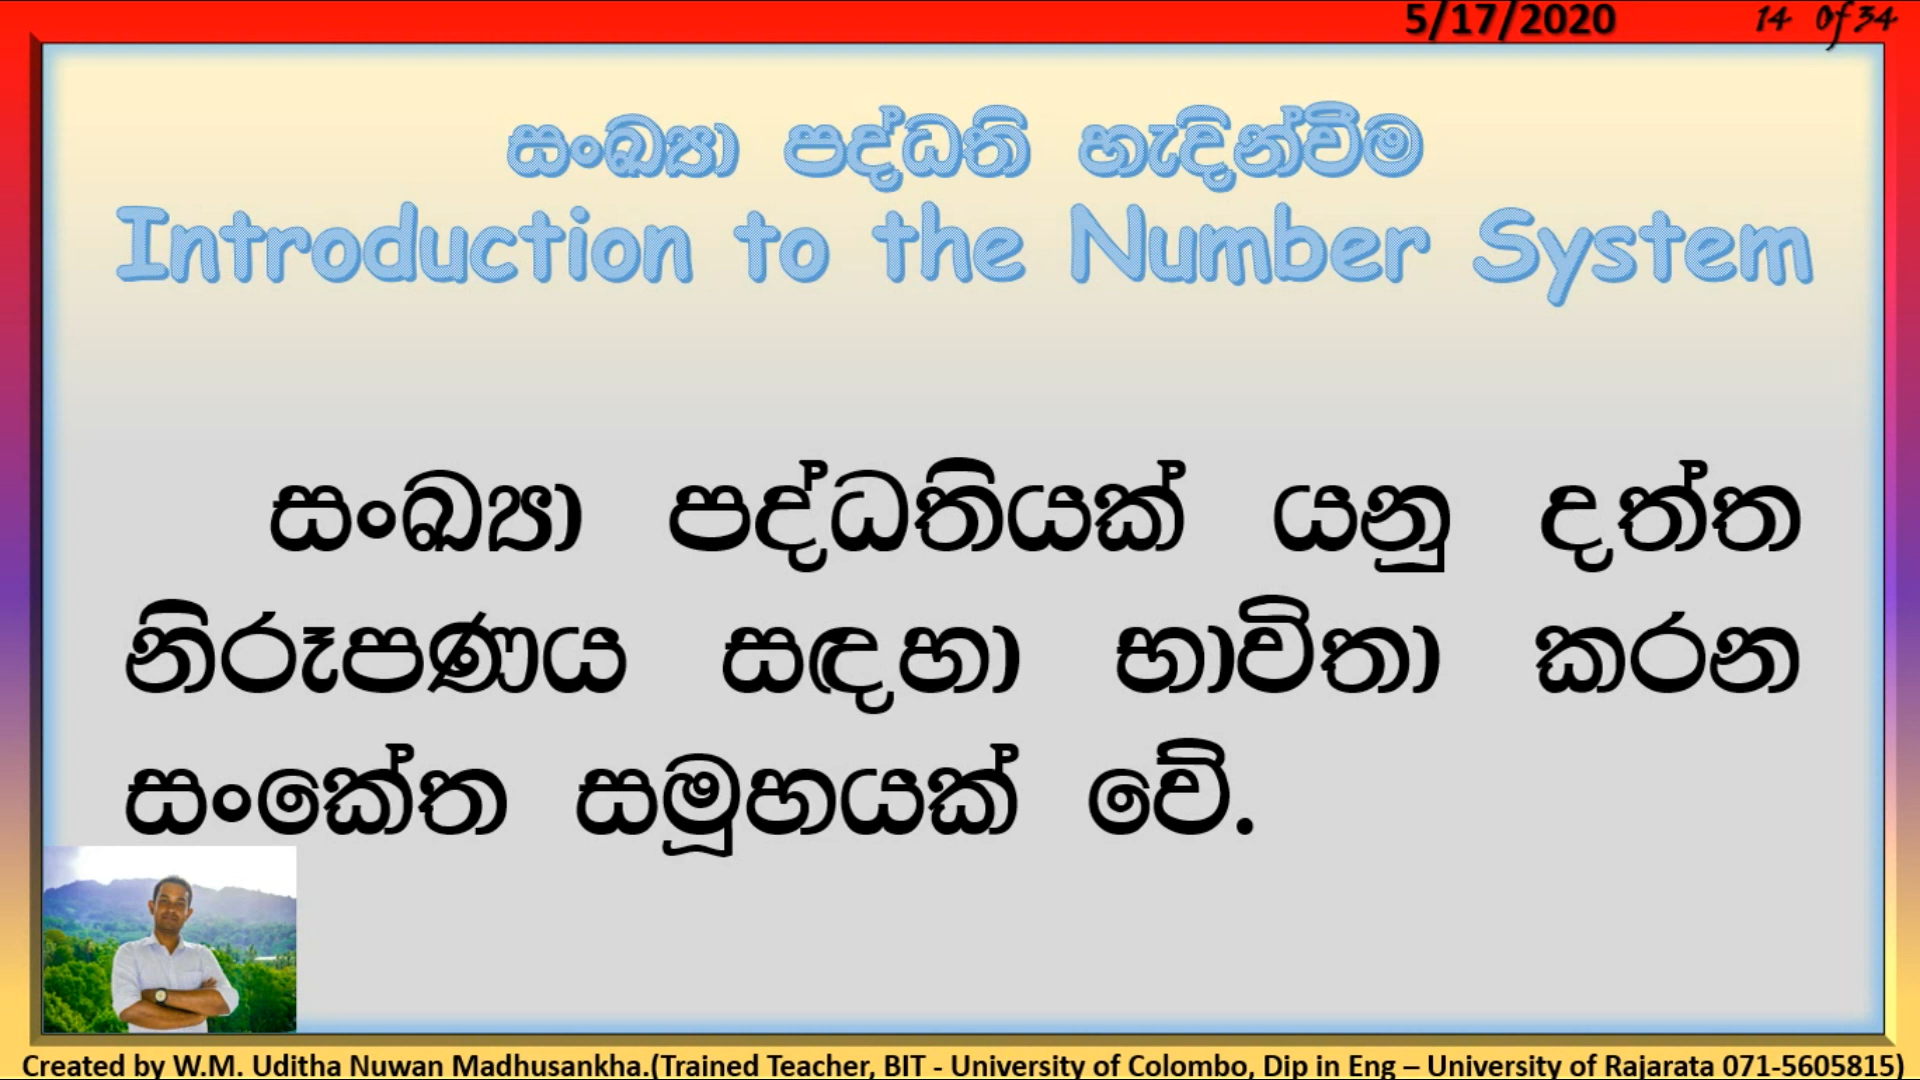 5/17/2020 14 of 34
සංඛ්‍යා පද්ධති හැඳින්වීම
Introduction to the Number System
සංඛ්‍යා පද්ධතියක් යනු දත්ත
නිරූපණය සඳහා භාවිතා කරන
සංකේත සමූහයක් වේ.
Created by W.M. Uditha Nuwan Madhusankha.(Trained Teacher, BIT - University of Colombo, Dip in Eng – University of Rajarata 071-5605815)